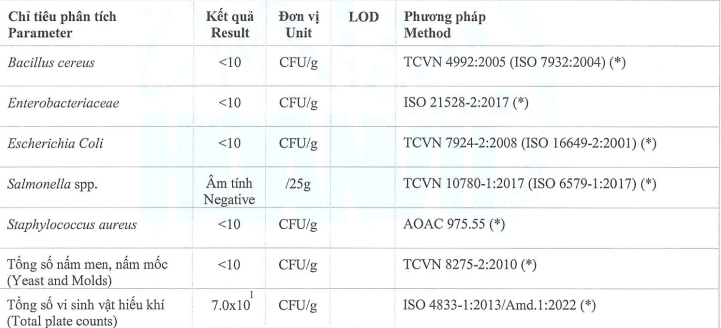 Chỉ tiêu phân tích Kết quả Đơn vị LOD Phương pháp
Parameter Result Unit Method
Bacillus cereus <10 CFU/g TCVN 4992:2005 (ISO 7932:2004) (*)
Enterobacteriaceae <10 CFU/g ISO 21528-2:2017 (*)
Escherichia Coli <10 CFU/g TCVN 7924-2:2008 (ISO 16649-2:2001) (*)
Salmonella spp. Âm tính /25g TCVN 10780-1:2017 (ISO 6579-1:2017) (*)
Negative
Staphylococcus aureus <10 CFU/g AOAC 975.55 (*)
Tổng số nấm men, nấm mốc <10 CFU/g TCVN 8275-2:2010 (*)
(Yeast and Molds)
Tổng số vi sinh vật hiếu khí 7.0x10¹ CFU/g ISO 4833-1:2013/Amd.1:2022 (*)
(Total plate counts)